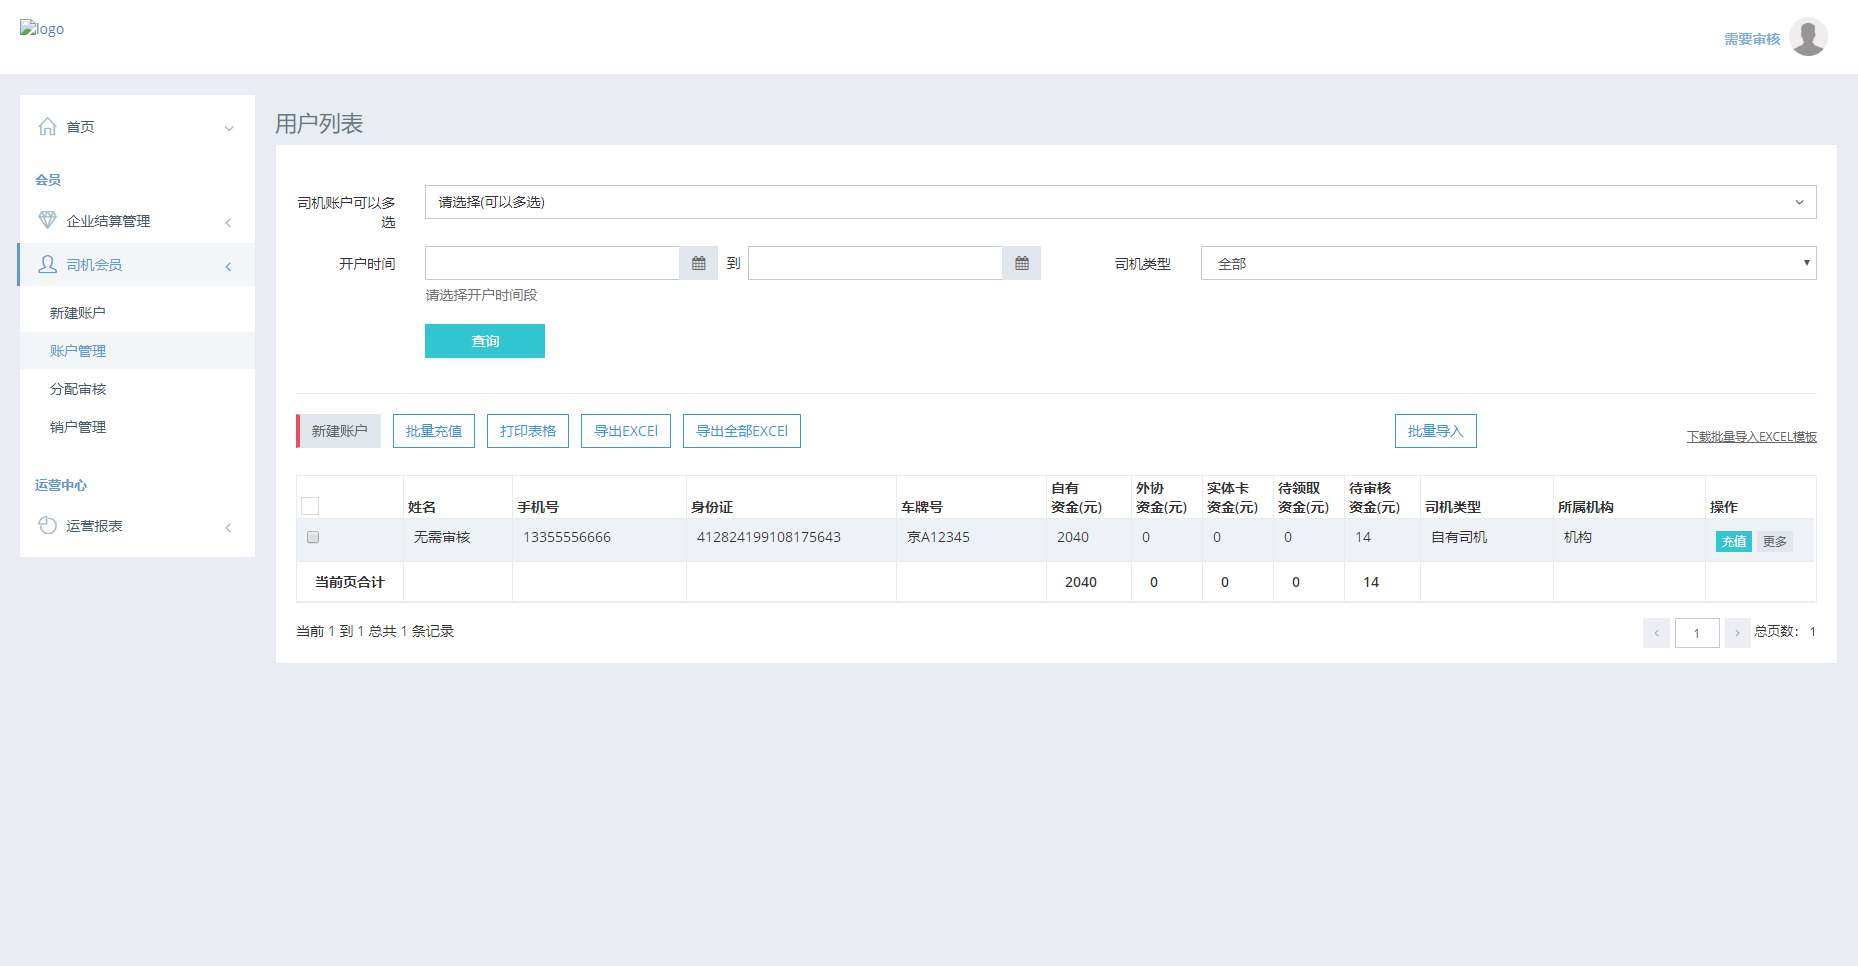 logo
需要审核
首页
会员
企业结算管理
司机会员
新建账户
账户管理
分配审核
销户管理
运营中心
运营报表
用户列表
司机账户可以多选
请选择(可以多选)
开户时间
到
司机类型
全部
请选择开户时间段
查询
新建账户
批量充值
打印表格
导出EXCEl
导出全部EXCEl
批量导入
下载批量导入EXCEL模板
姓名 手机号 身份证 车牌号 自有资金(元) 外协资金(元) 实体卡资金(元) 待领取资金(元) 待审核资金(元) 司机类型 所属机构 操作
无需审核 13355556666 412824199108175643 京A12345 2040 0 0 0 14 自有司机 机构 充值 更多
当前页合计 2040 0 0 0 14
当前 1 到 1 总共 1 条记录
1
总页数： 1